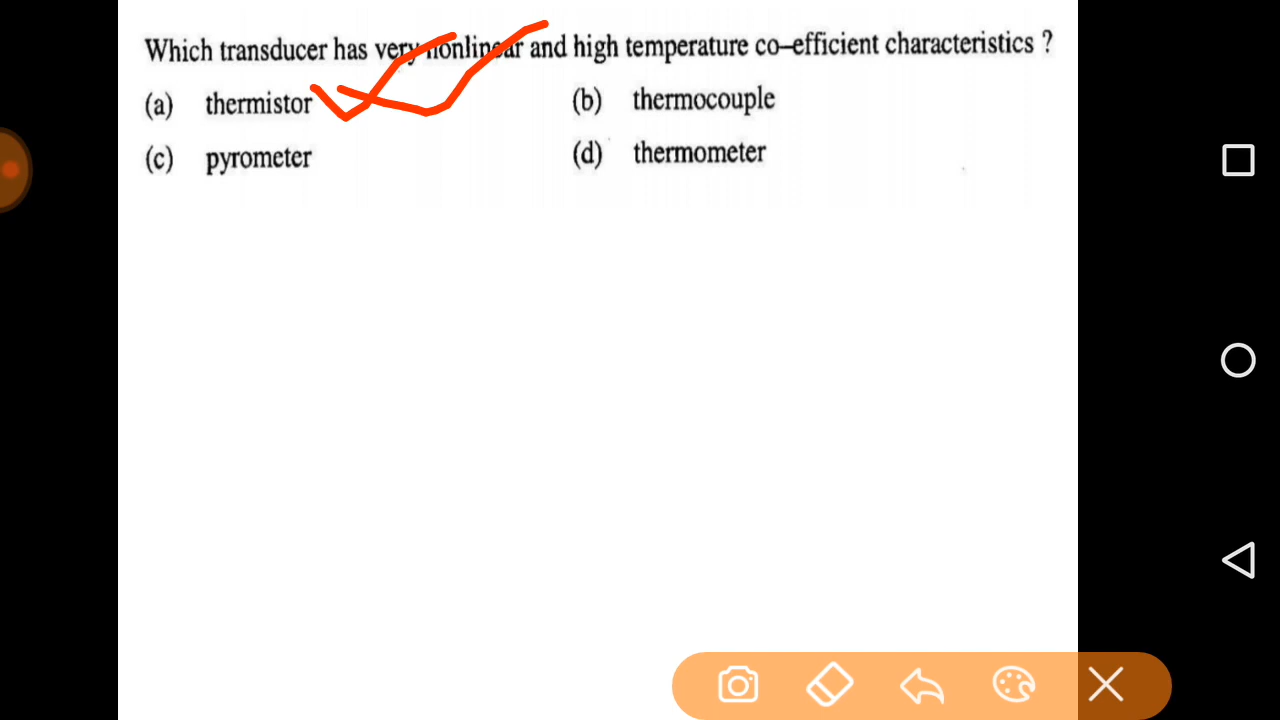 Which transducer has very nonlinear and high temperature co-efficient characteristics ?
(a) thermistor (b) thermocouple
(c) pyrometer (d) thermometer